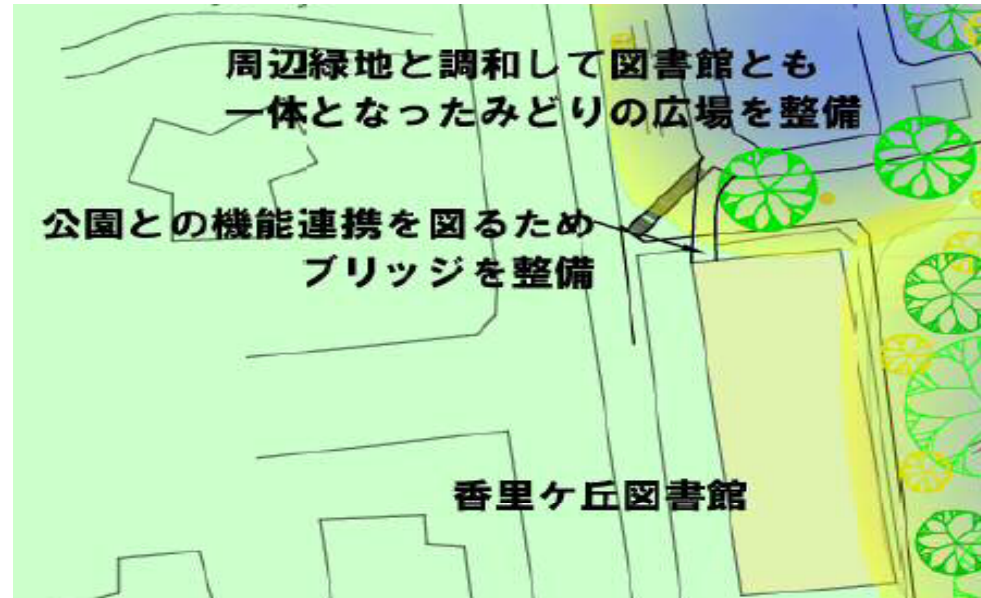 周辺緑地と調和して図書館とも
一体となったみどりの広場を整備
公園との機能連携を図るため
ブリッジを整備
香里ケ丘図書館